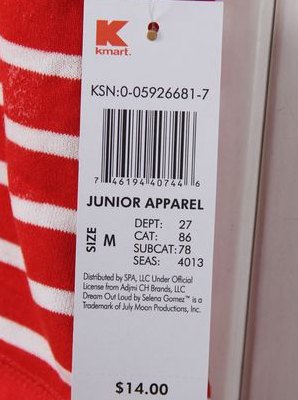 K
kmart.
KSN:0-05926681-7
7 46194 40744 6
JUNIOR APPAREL
SIZE M
DEPT: 27
CAT: 86
SUBCAT: 78
SEAS: 4013
Distributed by SPA, LLC Under Official
License from Adjmi CH Brands, LLC
Dream Out Loud by Selena Gomez™ is a
Trademark of July Moon Productions, Inc.
$14.00